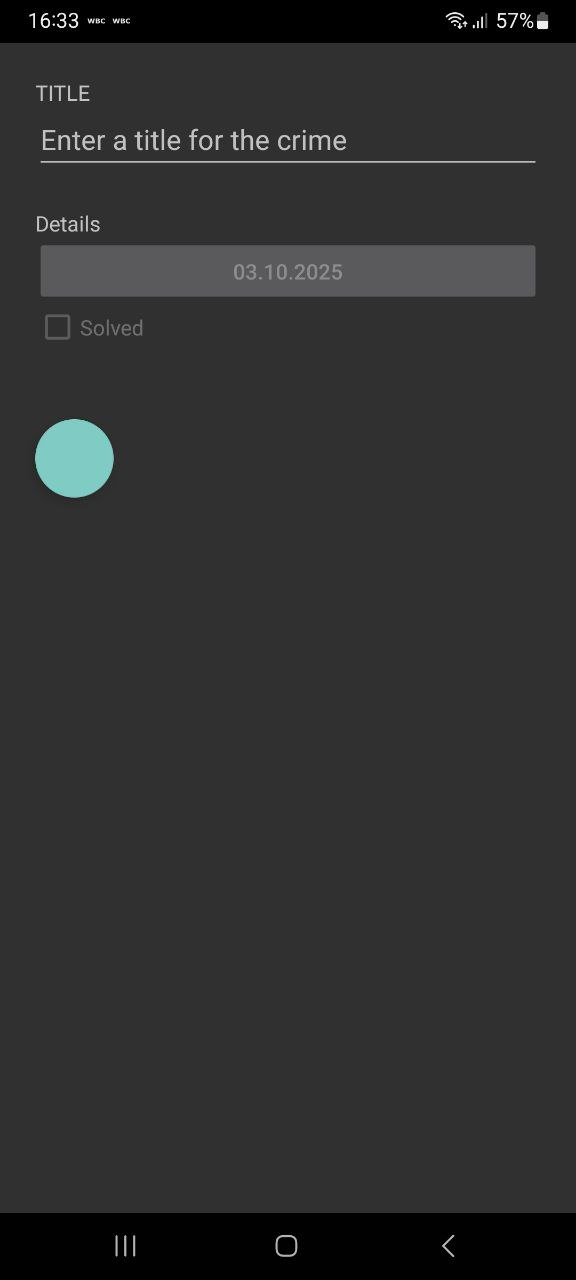 16:33 WBC WBC 57%
TITLE
Enter a title for the crime
Details
03.10.2025
Solved